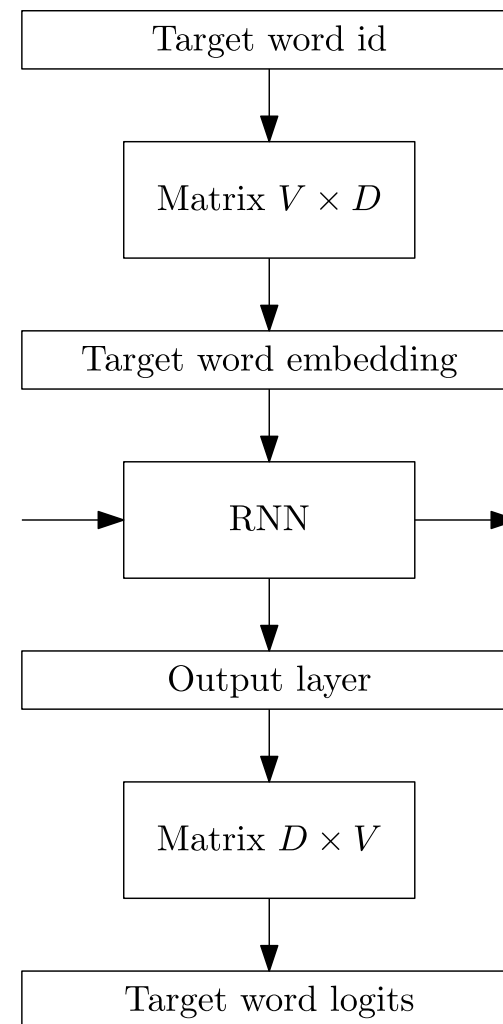 Target word id
Matrix V × D
Target word embedding
RNN
Output layer
Matrix D × V
Target word logits